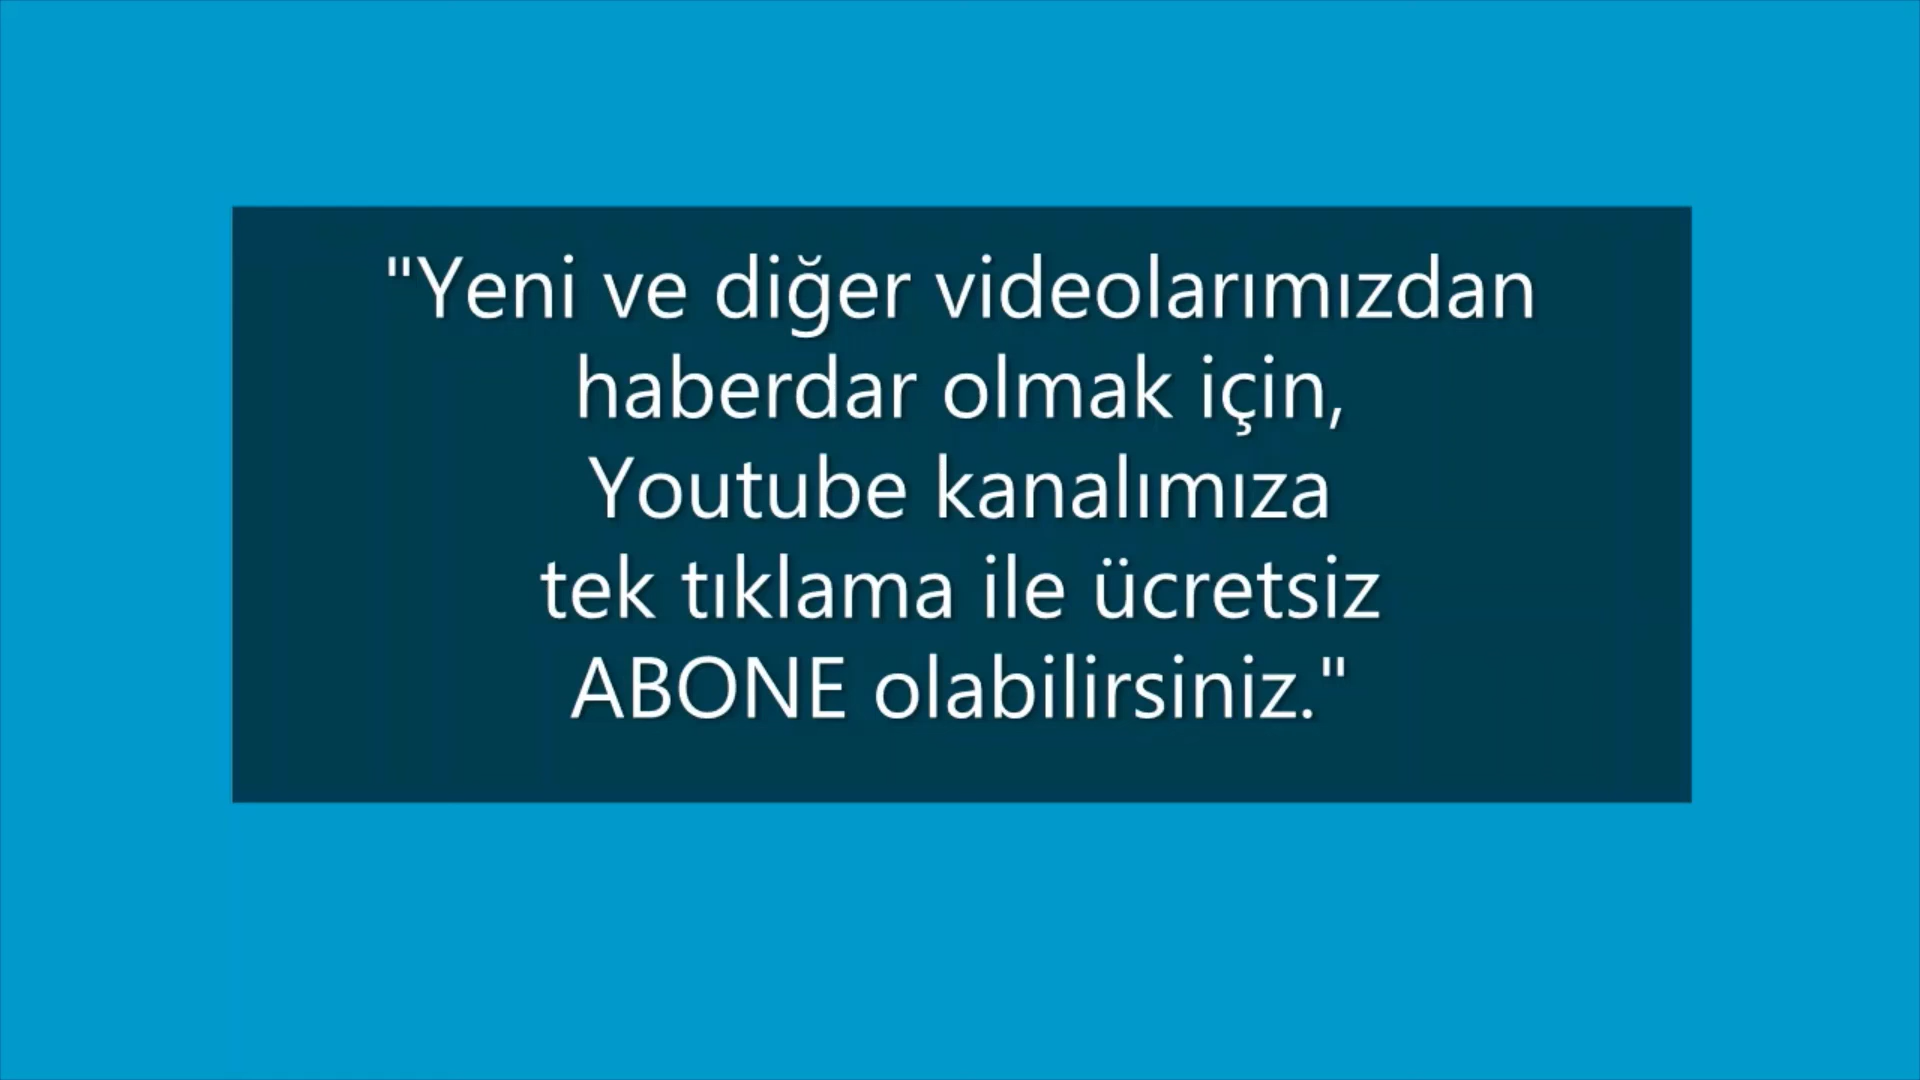 "Yeni ve diğer videolarımızdan
haberdar olmak için,
Youtube kanalımıza
tek tıklama ile ücretsiz
ABONE olabilirsiniz."